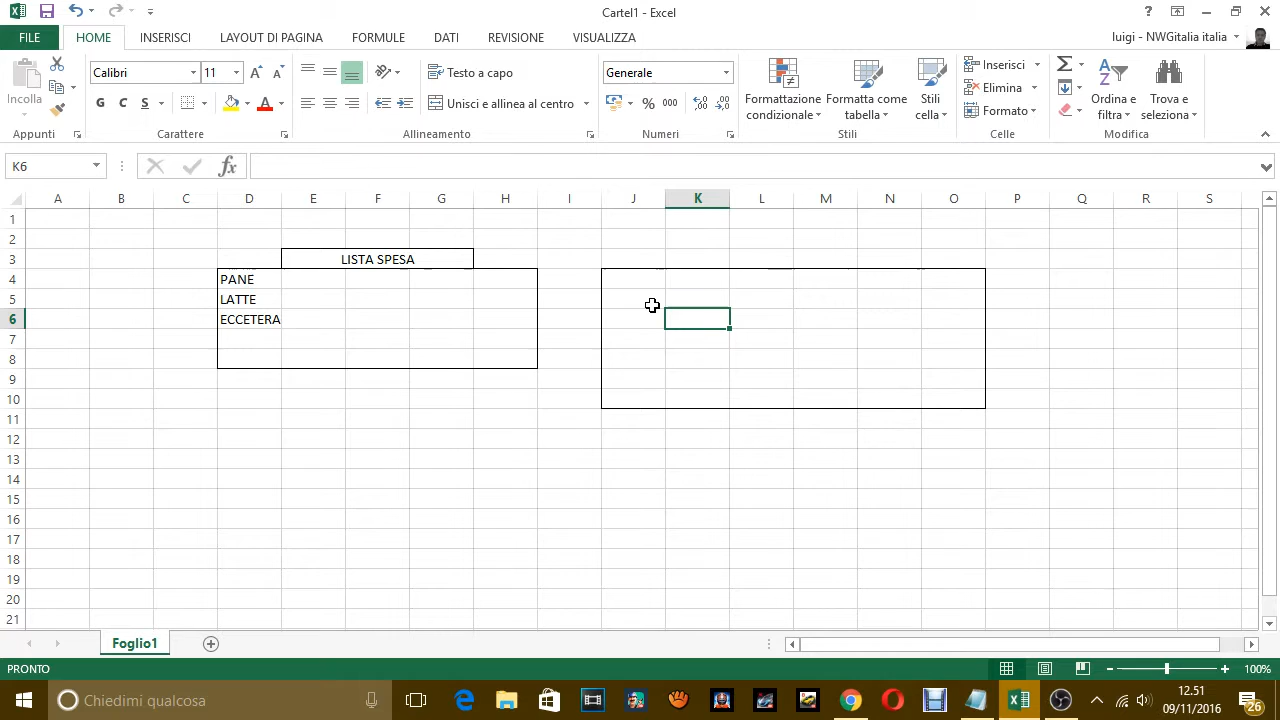 Cartel1 - Excel
FILE HOME INSERISCI LAYOUT DI PAGINA FORMULE DATI REVISIONE VISUALIZZA luigi - NWGitalia italia
Incolla
Calibri 11
G C S
Testo a capo
Unisci e allinea al centro
Generale
% 000
Formattazione condizionale
Formata come tabella
Stili cella
Inserisci
Elimina
Formato
Ordina e filtra
Trova e seleziona
Appunti Carattere Allineamento Numeri Stili Celle Modifica
K6 fx
A B C D E F G H I J K L M N O P Q R S
1
2
3 LISTA SPESA
4 PANE
5 LATTE
6 ECCETERA
7
8
9
10
11
12
13
14
15
16
17
18
19
20
21
Foglio1
PRONTO 100%
Chiedimi qualcosa 12.51
09/11/2016 26